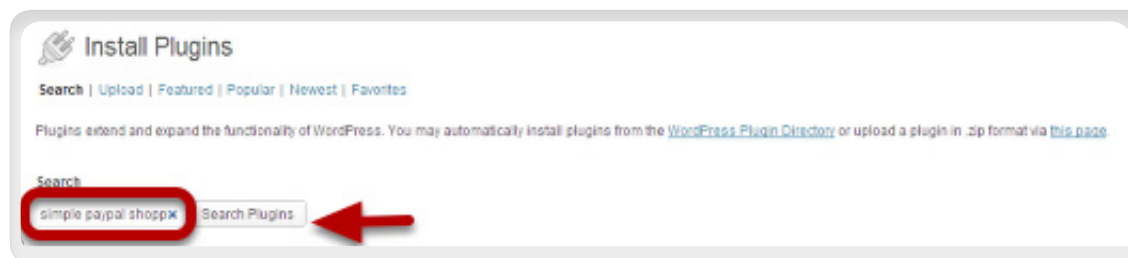 Install Plugins
Search | Upload | Featured | Popular | Newest | Favorites
Plugins extend and expand the functionality of WordPress. You may automatically install plugins from the WordPress Plugin Directory or upload a plugin in .zip format via this page.
Search
simple paypal shopp Search Plugins